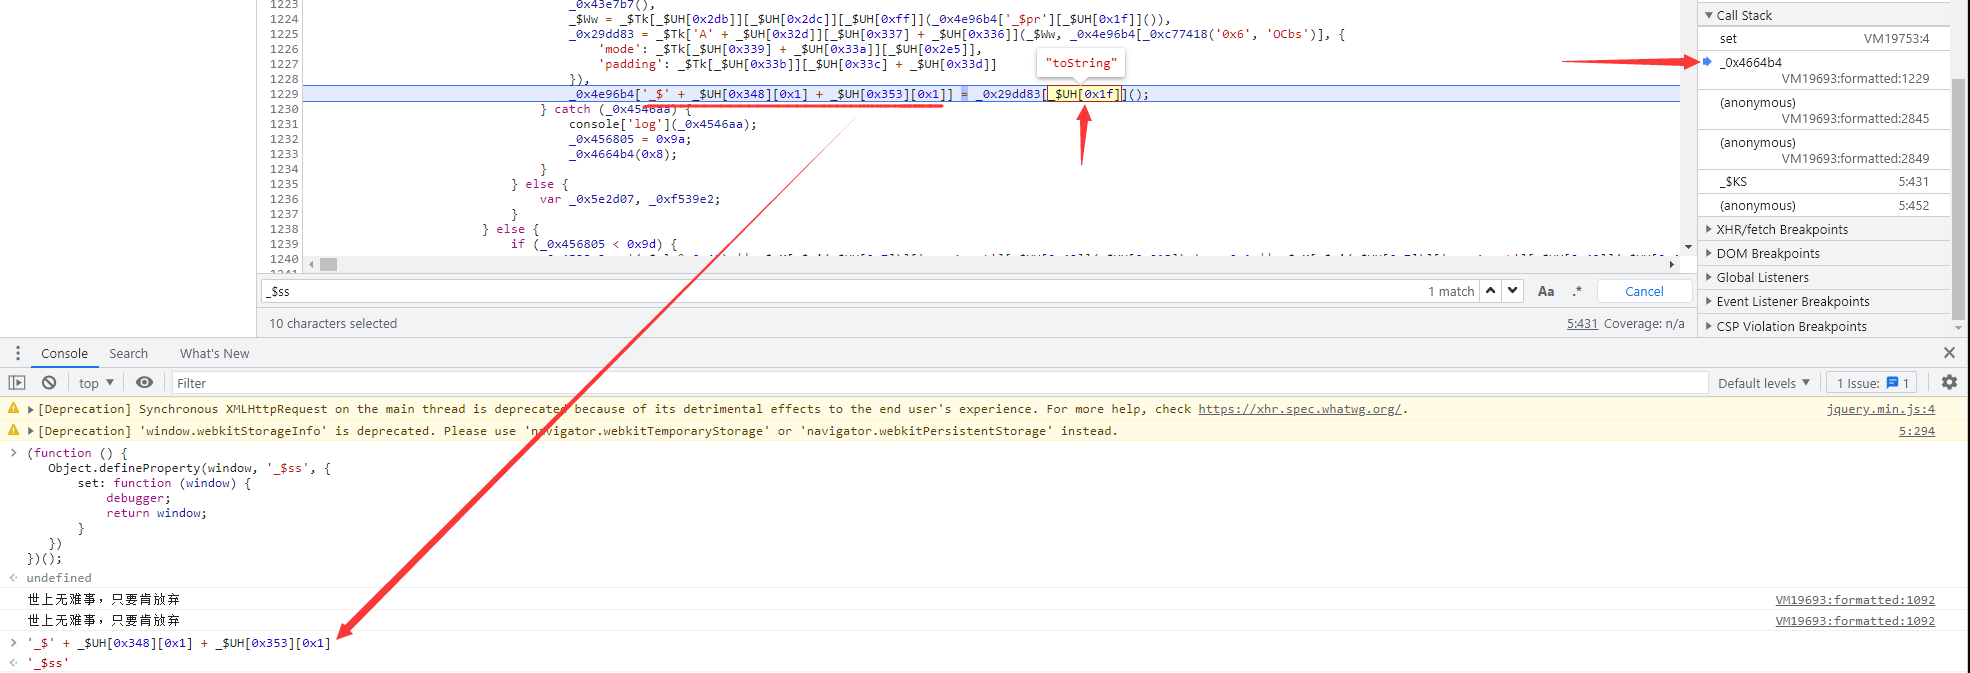 1223 _0x43e7b7(),
1224 _$Ww = _$Tk[_$UH[0x2db]][_$UH[0x2dc]][_$UH[0xff]](_0x4e96b4['_$pr'][_$UH[0x1f]]()),
1225 _0x29dd83 = _$Tk['A' + _$UH[0x32d]][_$UH[0x337] + _$UH[0x336]](_$Ww, _0x4e96b4[_0xc77418('0x6', 'OCbs')], {
1226 'mode': _$Tk[_$UH[0x339] + _$UH[0x33a]][_$UH[0x2e5]],
1227 'padding': _$Tk[_$UH[0x33b]][_$UH[0x33c] + _$UH[0x33d]]
1228 }),
"toString"
1229 _0x4e96b4['_$' + _$UH[0x348][0x1] + _$UH[0x353][0x1]] = _0x29dd83[_$UH[0x1f]]();
1230 } catch (_0x4546aa) {
1231 console['log'](_0x4546aa);
1232 _0x456805 = 0x9a;
1233 _0x4664b4(0x8);
1234 }
1235 } else {
1236 var _0x5e2d07, _0xf539e2;
1237 }
1238 } else {
1239 if (_0x456805 < 0x9d) {
1240
_$ss
1 match
Aa .* Cancel
10 characters selected
5:431 Coverage: n/a
Call Stack
set VM19753:4
_0x4664b4
VM19693:formatted:1229
(anonymous)
VM19693:formatted:2845
(anonymous)
VM19693:formatted:2849
_$KS 5:431
(anonymous) 5:452
XHR/fetch Breakpoints
DOM Breakpoints
Global Listeners
Event Listener Breakpoints
CSP Violation Breakpoints
Console Search What's New
top Filter Default levels 1 Issue: 1
[Deprecation] Synchronous XMLHttpRequest on the main thread is deprecated because of its detrimental effects to the end user's experience. For more help, check https://xhr.spec.whatwg.org/. jquery.min.js:4
[Deprecation] 'window.webkitStorageInfo' is deprecated. Please use 'navigator.webkitTemporaryStorage' or 'navigator.webkitPersistentStorage' instead. 5:294
(function () {
Object.defineProperty(window, '_$ss', {
set: function (window) {
debugger;
return window;
}
})
})();
undefined
世上无难事，只要肯放弃 VM19693:formatted:1092
世上无难事，只要肯放弃 VM19693:formatted:1092
'_$' + _$UH[0x348][0x1] + _$UH[0x353][0x1]
'_$ss'